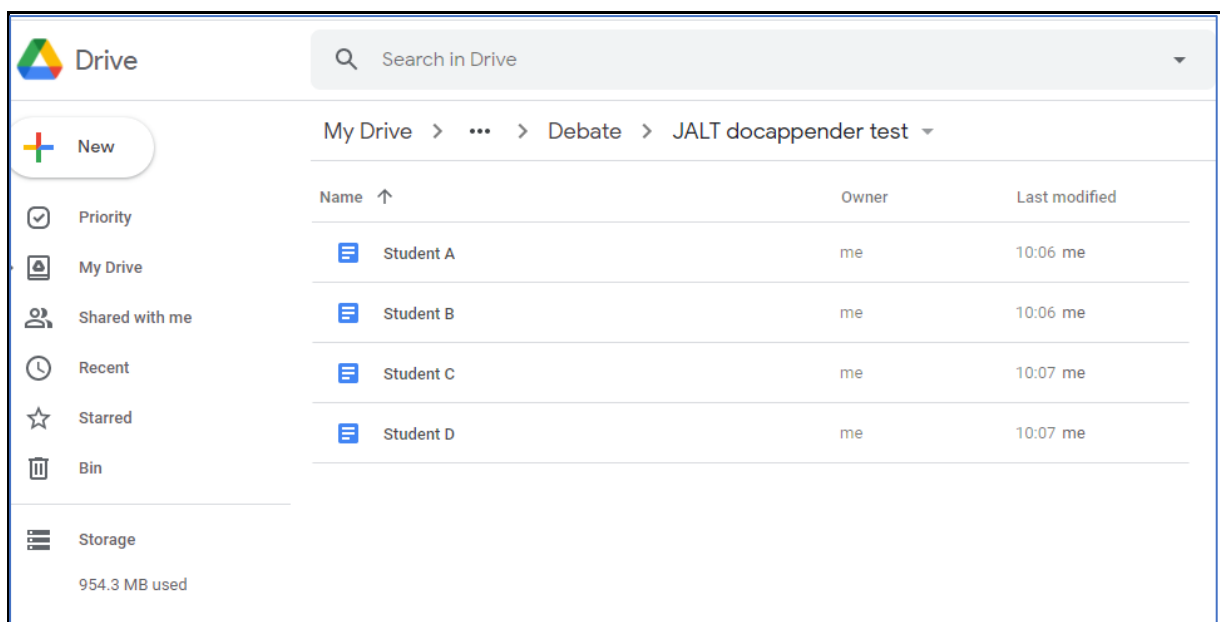 Drive
Search in Drive
New
My Drive > ••• > Debate > JALT docappender test
Name Owner Last modified
Priority
Student A me 10:06 me
My Drive
Student B me 10:06 me
Shared with me
Recent
Student C me 10:07 me
Starred
Student D me 10:07 me
Bin
Storage
954.3 MB used